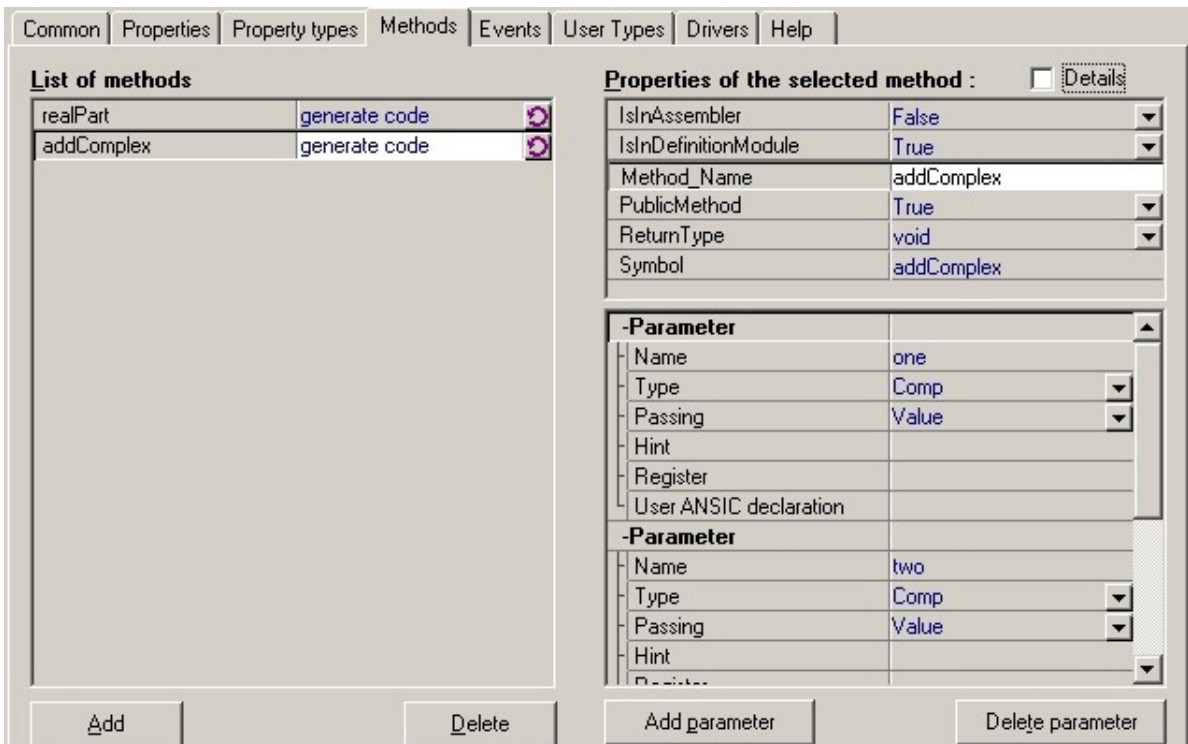 Common Properties Property types Methods Events User Types Drivers Help
List of methods
realPart generate code
addComplex generate code
Add Delete
Properties of the selected method : Details
IsInAssembler False
IsInDefinitionModule True
Method_Name addComplex
PublicMethod True
ReturnType void
Symbol addComplex
-Parameter
Name one
Type Comp
Passing Value
Hint
Register
User ANSIC declaration
-Parameter
Name two
Type Comp
Passing Value
Hint
Add parameter Delete parameter